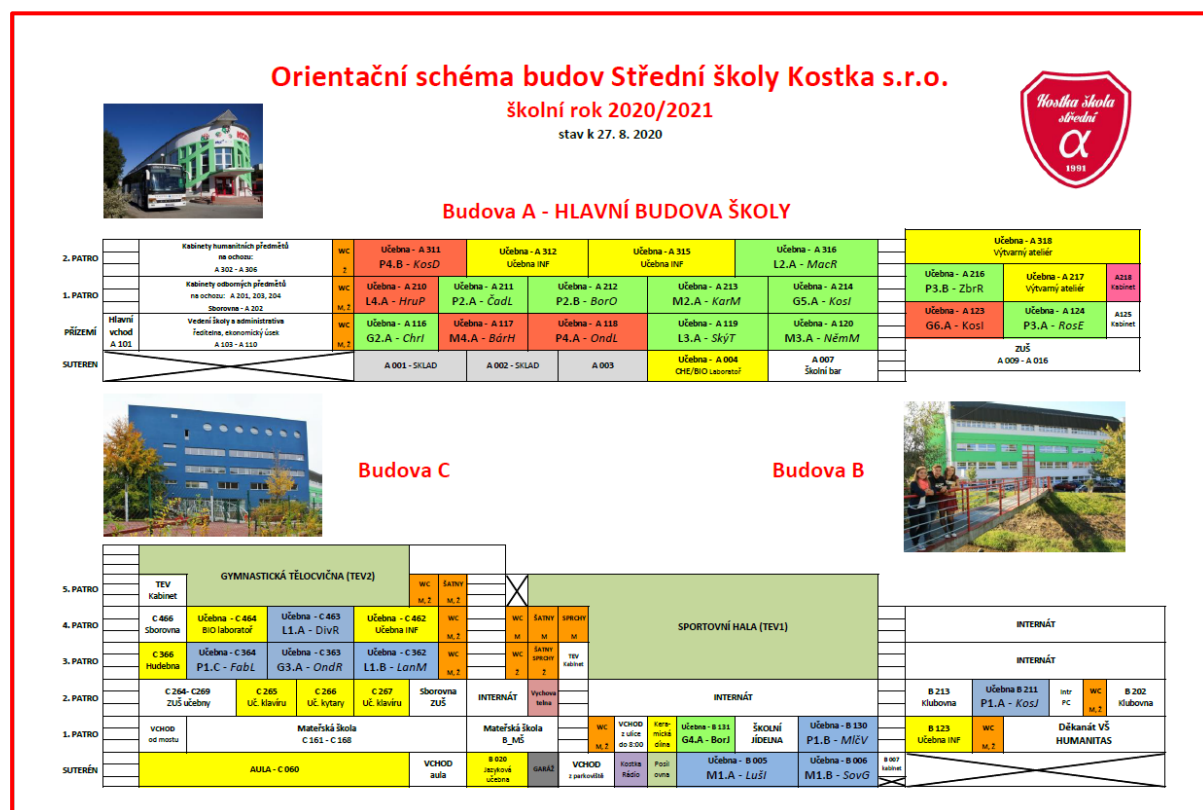 Orientační schéma budov Střední školy Kostka s.r.o.
školní rok 2020/2021
stav k 27. 8. 2020
Kostka škola
střední
α
1991
Budova A - HLAVNÍ BUDOVA ŠKOLY
2. PATRO
Kabinety humanitních předmětů
na ochozu:
A 302 - A 306
WC
Ž
Učebna - A 311
P4.B - KosD
Učebna - A 312
Učebna INF
Učebna - A 315
Učebna INF
Učebna - A 316
L2.A - MacR
Učebna - A 318
Výtvarný ateliér
1. PATRO
Kabinety odborných předmětů
na ochozu: A 201, 203, 204
Sborovna - A 202
WC
M, Ž
Učebna - A 210
L4.A - HruP
Učebna - A 211
P2.A - ČadL
Učebna - A 212
P2.B - BorO
Učebna - A 213
M2.A - KarM
Učebna - A 214
G5.A - KosI
Učebna - A 216
P3.B - ZbrR
Učebna - A 217
Výtvarný ateliér
A218
Kabinet
PŘÍZEMÍ
Hlavní
vchod
A 101
Vedení školy a administrativa
ředitelna, ekonomický úsek
A 103 - A 110
WC
M, Ž
Učebna - A 116
G2.A - ChrI
Učebna - A 117
M4.A - BárH
Učebna - A 118
P4.A - OndL
Učebna - A 119
L3.A - SkýT
Učebna - A 120
M3.A - NěmM
Učebna - A 123
G6.A - KosI
Učebna - A 124
P3.A - RosE
A125
Kabinet
SUTEREN
A 001 - SKLAD
A 002 - SKLAD
A 003
Učebna - A 004
CHE/BIO Laboratoř
A 007
Školní bar
ZUŠ
A 009 - A 016
Budova C
Budova B
5. PATRO
TEV
Kabinet
GYMNASTICKÁ TĚLOCVIČNA (TEV2)
WC
M, Ž
ŠATNY
M, Ž
SPORTOVNÍ HALA (TEV1)
4. PATRO
C 466
Sborovna
Učebna - C 464
BIO laboratoř
Učebna - C 463
L1.A - DivR
Učebna - C 462
Učebna INF
WC
M, Ž
WC
M
ŠATNY
M
SPRCHY
M
INTERNÁT
3. PATRO
C 366
Hudebna
Učebna - C 364
P1.C - FabL
Učebna - C 363
G3.A - OndR
Učebna - C 362
L1.B - LanM
WC
M, Ž
WC
Ž
ŠATNY
SPRCHY
Ž
TEV
Kabinet
INTERNÁT
2. PATRO
C 264- C269
ZUŠ učebny
C 265
Uč. klavíru
C 266
Uč. kytary
C 267
Uč. klavíru
Sborovna
ZUŠ
INTERNÁT
Vychova
telna
INTERNÁT
B 213
Klubovna
Učebna B 211
P1.A - KosJ
Intr
PC
WC
M, Ž
B 202
Klubovna
1. PATRO
VCHOD
od mostu
Mateřská škola
C 161 - C 168
Mateřská škola
B_MŠ
WC
M, Ž
VCHOD
z ulice
do 8:00
Kera-
mická
dílna
Učebna - B 131
G4.A - BorJ
ŠKOLNÍ
JÍDELNA
Učebna - B 130
P1.B - MlčV
B 123
Učebna INF
WC
M, Ž
Děkanát VŠ
HUMANITAS
SUTERÉN
AULA - C 060
VCHOD
aula
B 020
Jazyková
učebna
GARÁŽ
VCHOD
z parkoviště
Kostka
Rádio
Posil
ovna
Učebna - B 005
M1.A - LušI
Učebna - B 006
M1.B - SovG
B 007
kabinet